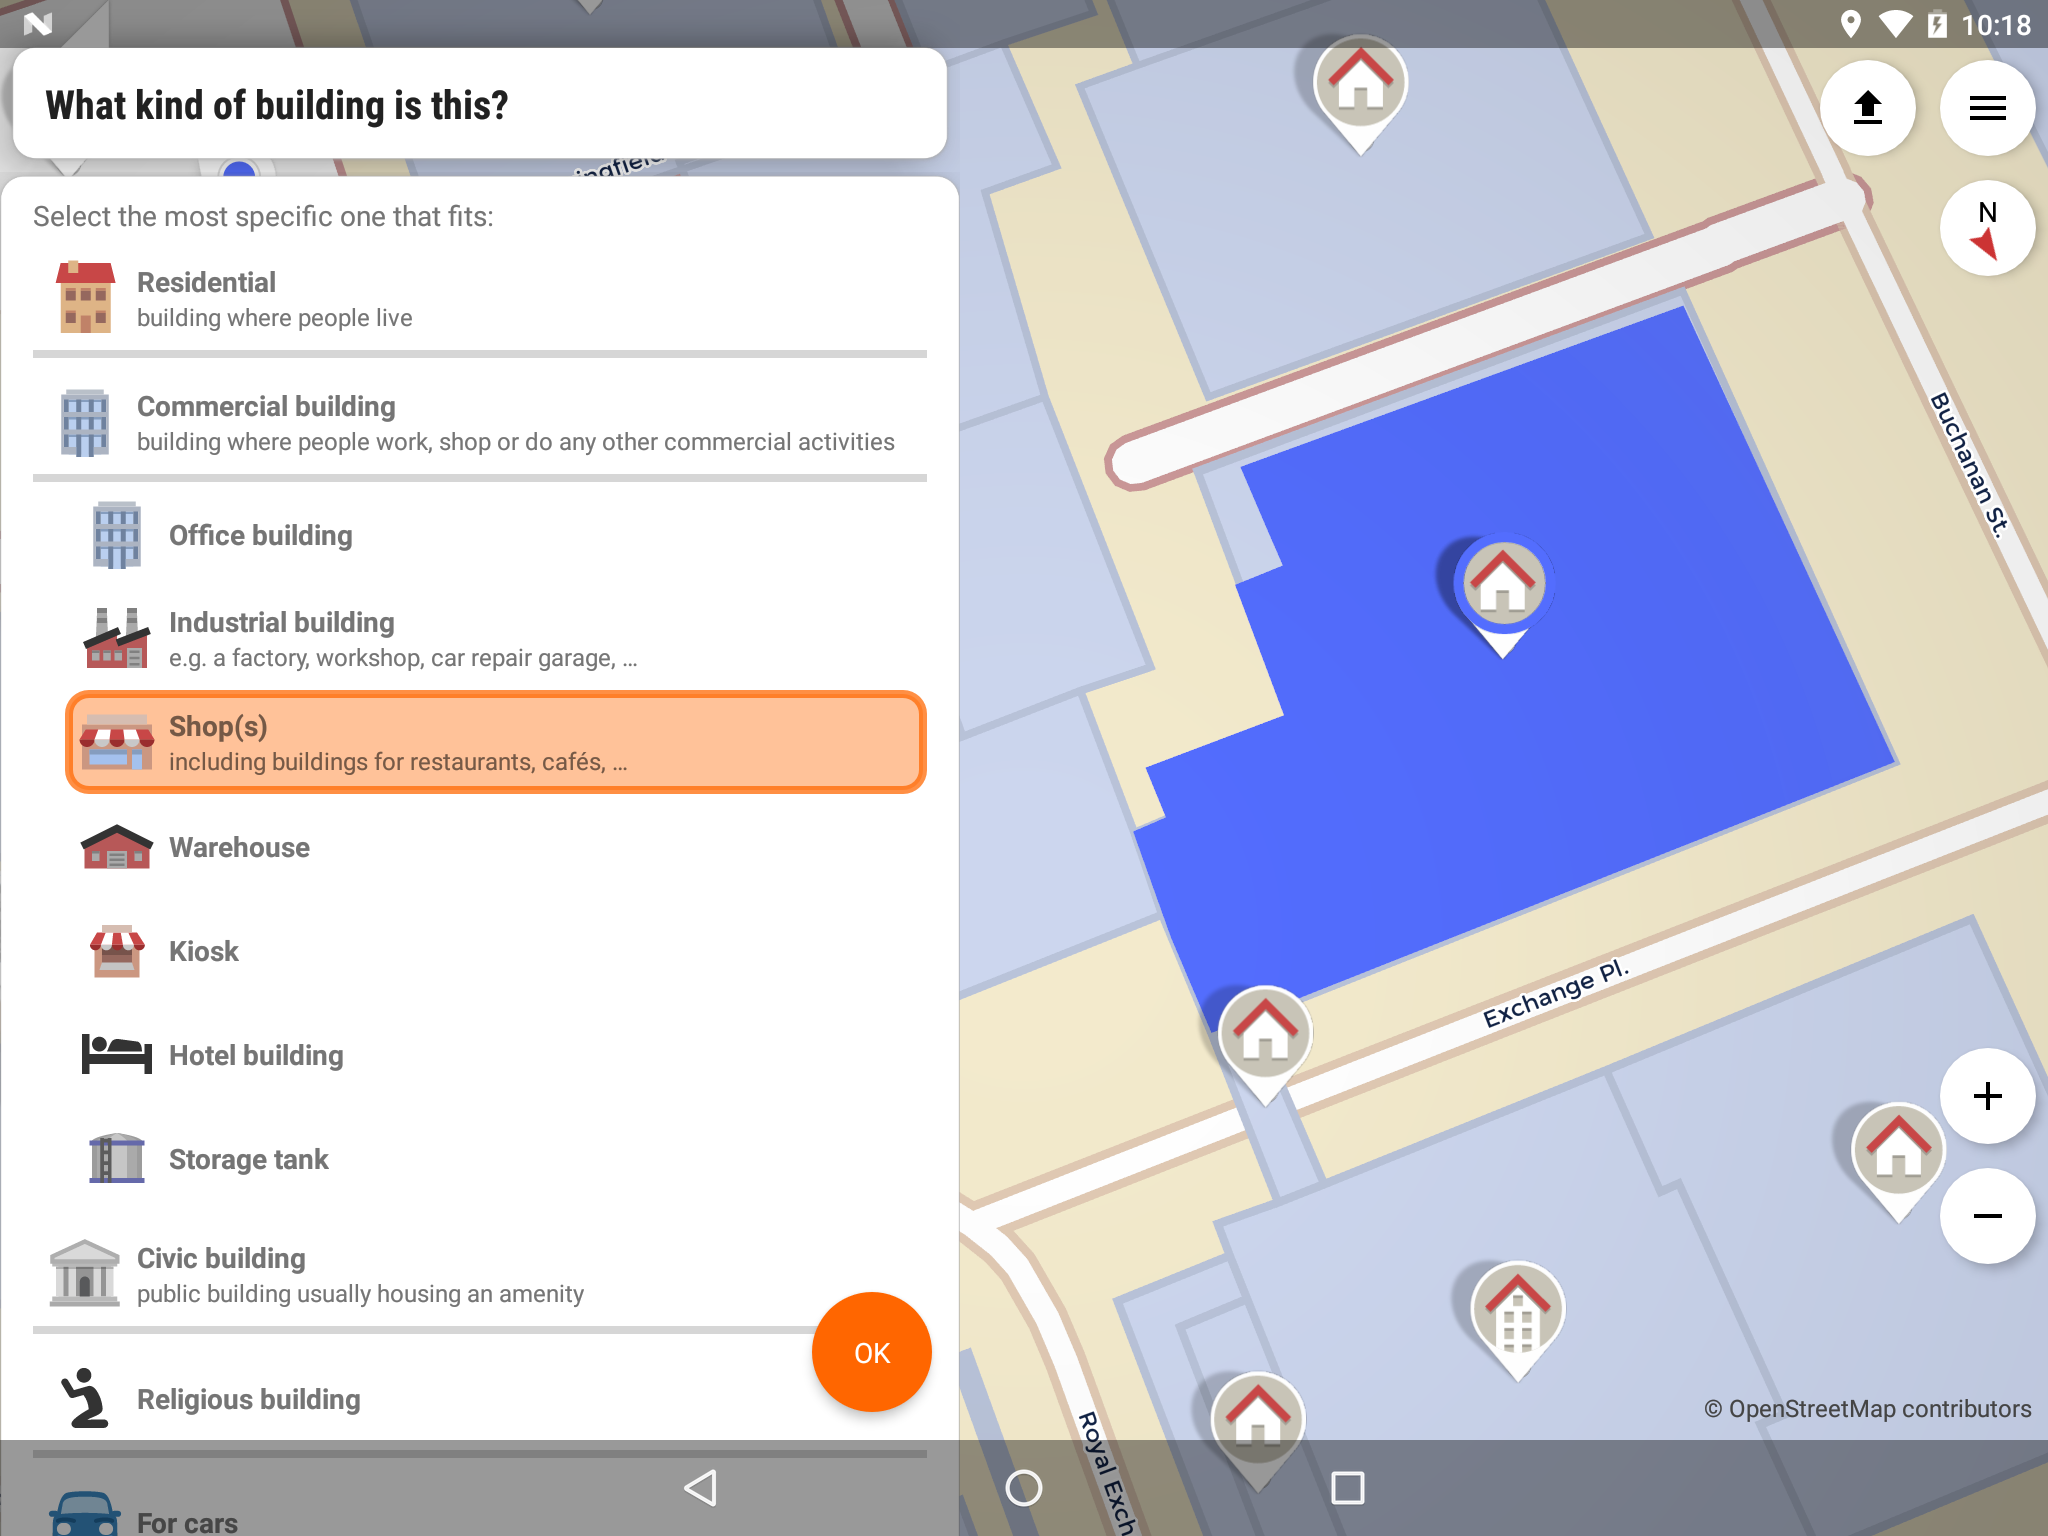 10:18
What kind of building is this?
ngfield
Select the most specific one that fits:
Residential
building where people live
Commercial building
building where people work, shop or do any other commercial activities
Office building
Industrial building
e.g. a factory, workshop, car repair garage, ...
Shop(s)
including buildings for restaurants, cafés, ...
Warehouse
Kiosk
Hotel building
Storage tank
Civic building
public building usually housing an amenity
OK
Religious building
For cars
N
Buchanan St.
Exchange Pl.
Royal Exch
© OpenStreetMap contributors